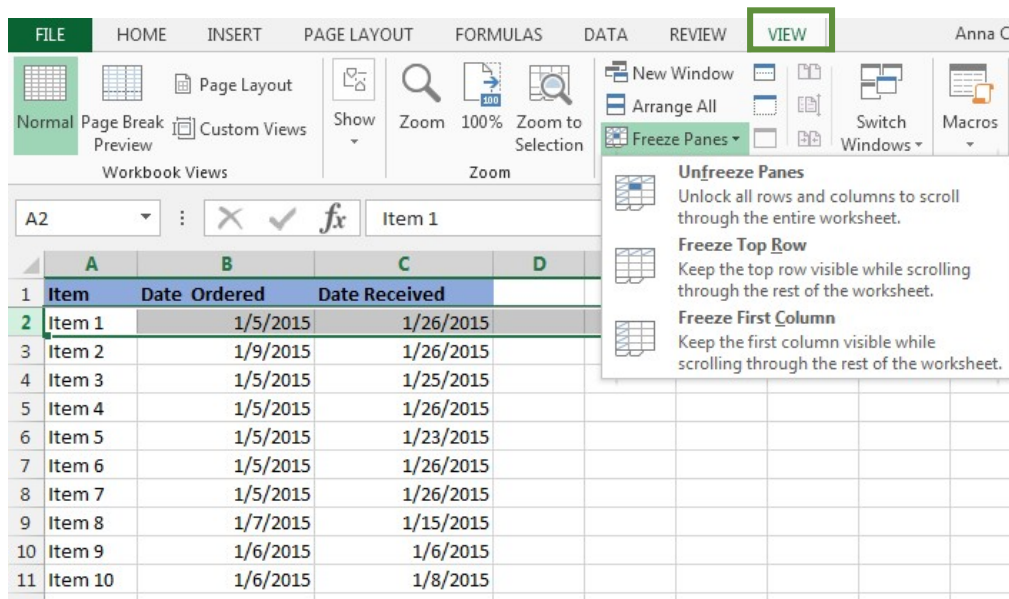 FILE HOME INSERT PAGE LAYOUT FORMULAS DATA REVIEW VIEW Anna
Normal Page Break Preview Page Layout Custom Views
Workbook Views
Show
Zoom 100% Zoom to Selection
100
Zoom
New Window
Arrange All
Freeze Panes
Switch Windows
Macros
Unfreeze Panes
Unlock all rows and columns to scroll
through the entire worksheet.
Freeze Top Row
Keep the top row visible while scrolling
through the rest of the worksheet.
Freeze First Column
Keep the first column visible while
scrolling through the rest of the worksheet.
A2 fx Item 1
A B C D
1 Item Date Ordered Date Received
2 Item 1 1/5/2015 1/26/2015
3 Item 2 1/9/2015 1/26/2015
4 Item 3 1/5/2015 1/25/2015
5 Item 4 1/5/2015 1/26/2015
6 Item 5 1/5/2015 1/23/2015
7 Item 6 1/5/2015 1/26/2015
8 Item 7 1/5/2015 1/26/2015
9 Item 8 1/7/2015 1/15/2015
10 Item 9 1/6/2015 1/6/2015
11 Item 10 1/6/2015 1/8/2015